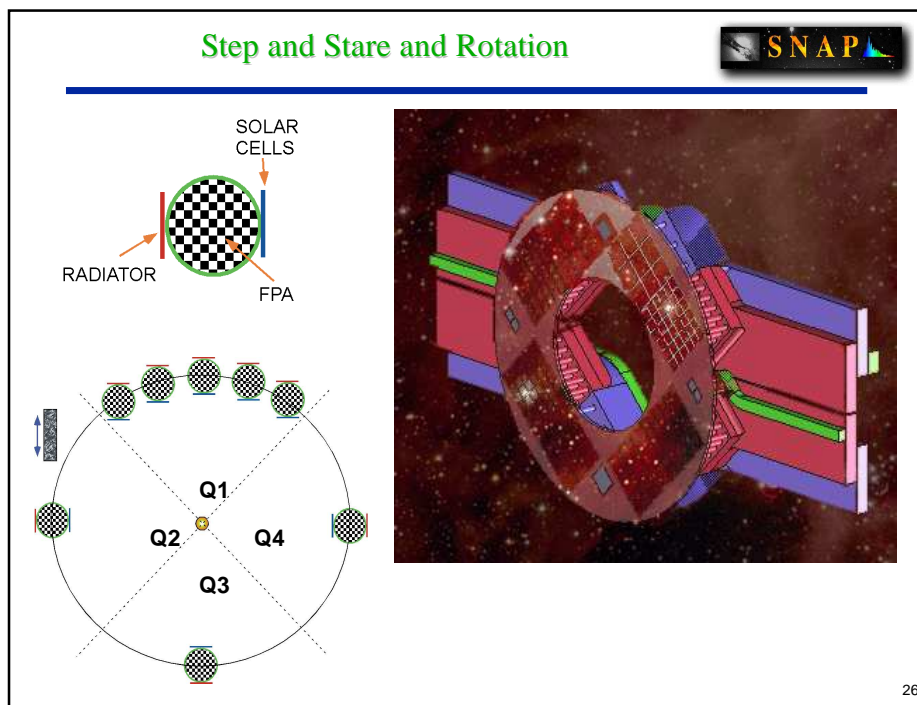 Step and Stare and Rotation
SNAP
SOLAR
CELLS
RADIATOR
FPA
Q1
Q2
Q4
Q3
26